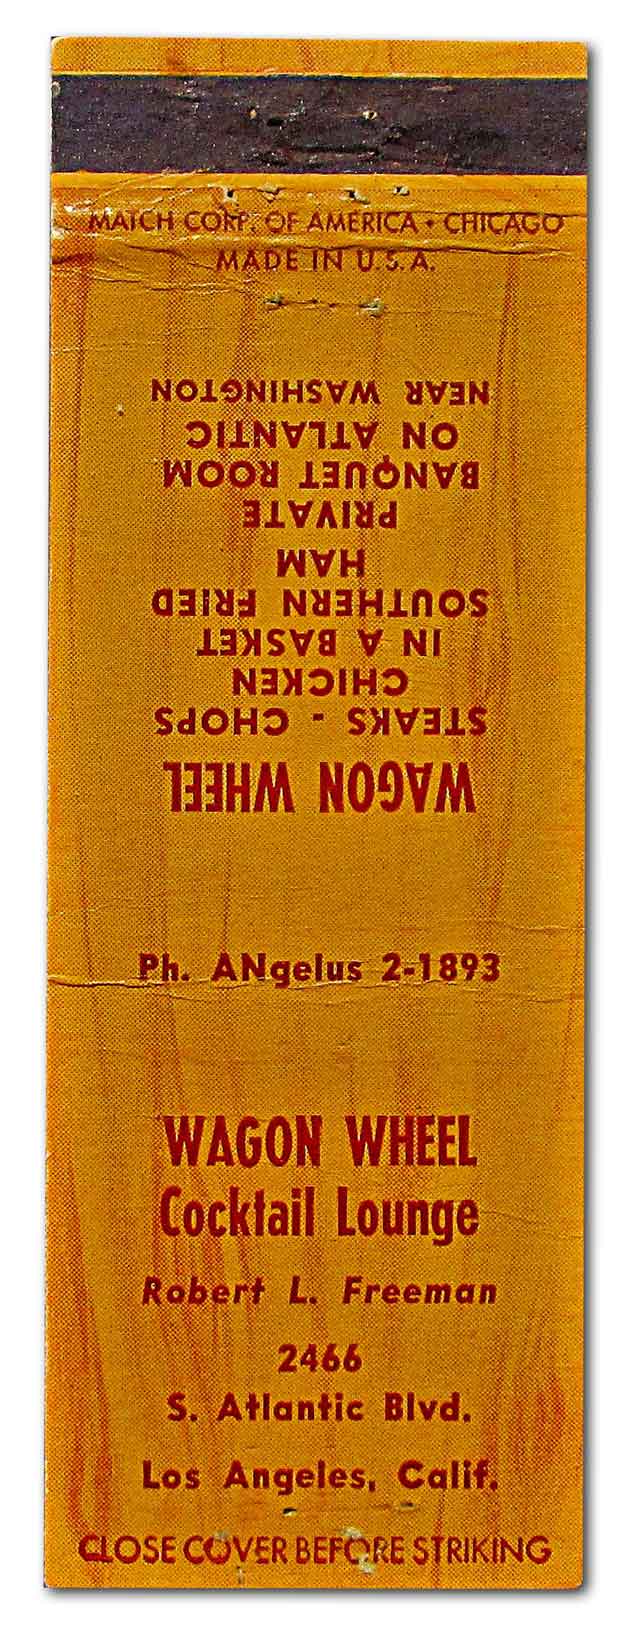 MATCH CORP. OF AMERICA • CHICAGO
MADE IN U.S.A.
WAGON WHEEL
STEAKS - CHOPS
CHICKEN
IN A BASKET
SOUTHERN FRIED
HAM
PRIVATE
BANQUET ROOM
ON ATLANTIC
NEAR WASHINGTON
Ph. ANgelus 2-1893
WAGON WHEEL
Cocktail Lounge
Robert L. Freeman
2466
S. Atlantic Blvd.
Los Angeles, Calif.
CLOSE COVER BEFORE STRIKING